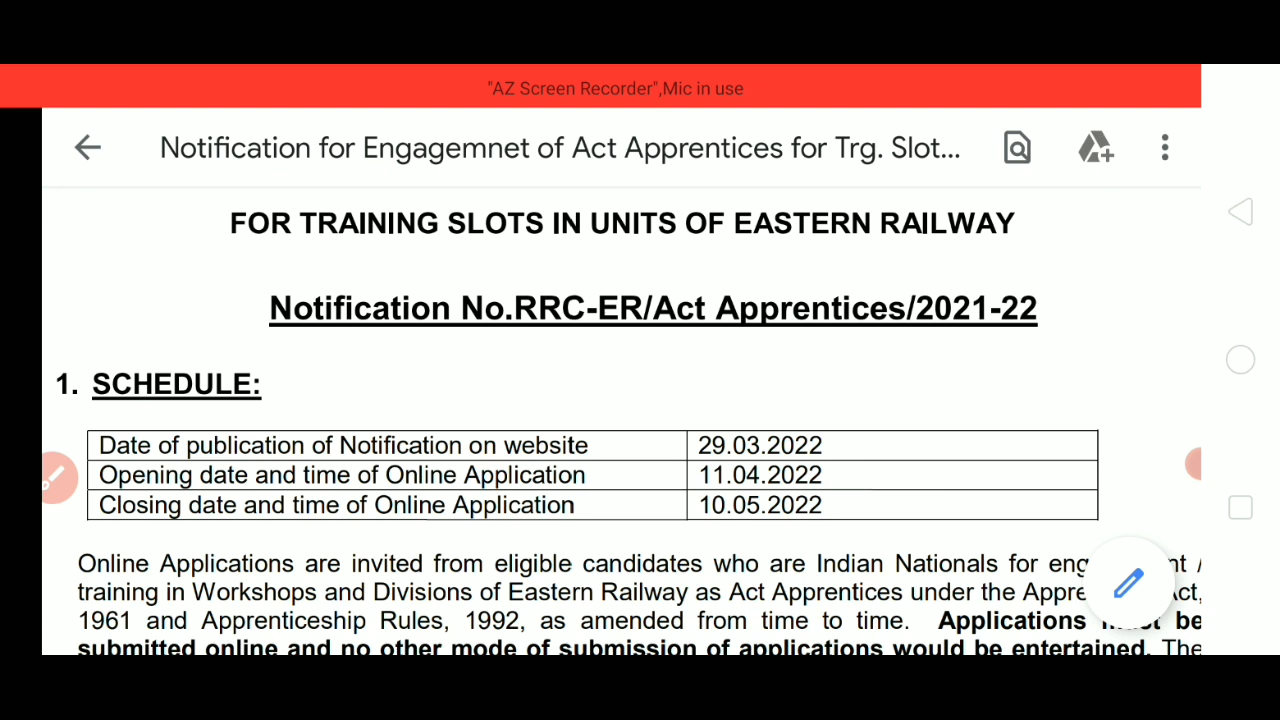 "AZ Screen Recorder",Mic in use
Notification for Engagemnet of Act Apprentices for Trg. Slot...
FOR TRAINING SLOTS IN UNITS OF EASTERN RAILWAY
Notification No.RRC-ER/Act Apprentices/2021-22
1. SCHEDULE:
Date of publication of Notification on website 29.03.2022
Opening date and time of Online Application 11.04.2022
Closing date and time of Online Application 10.05.2022
Online Applications are invited from eligible candidates who are Indian Nationals for /
training in Workshops and Divisions of Eastern Railway as Act Apprentices under the
1961 and Apprenticeship Rules, 1992, as amended from time to time. Applications be
submitted online and no other mode of submission of applications would be entertained. The